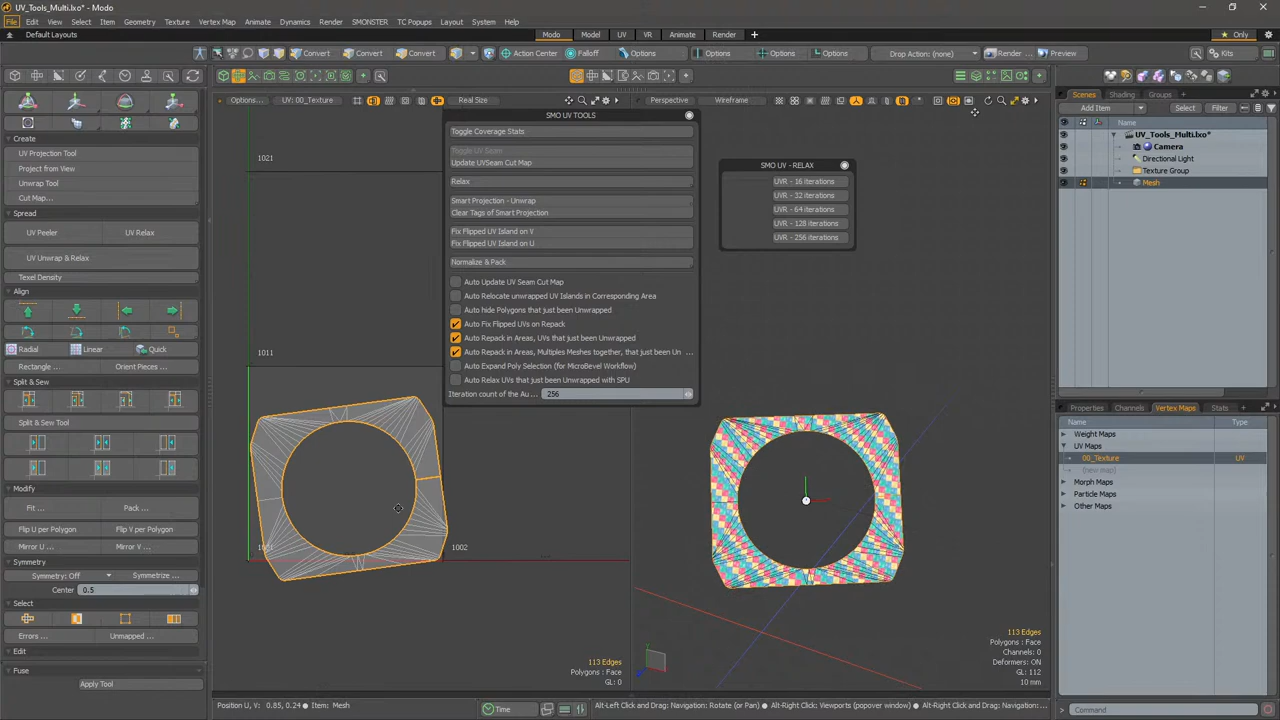 UV_Tools_Multi.lxo* - Modo
File Edit View Select Item Geometry Texture Vertex Map Animate Dynamics Render SMONSTER TC Popups Layout System Help
Default Layouts
Modo Model UV VR Animate Render
Only
Convert Convert Convert Action Center Falloff Options Options Options Options Drop Action: (none) Render ... Preview Kits
Options... UV: 00_Texture Real Size
Perspective Wireframe
Create
UV Projection Tool
Project from View
Unwrap Tool
Cut Map...
Spread
UV Peeler UV Relax
UV Unwrap & Relax
Texel Density
Align
Radial Linear Quick
Rectangle ... Orient Pieces ...
Split & Sew
Split & Sew Tool
Modify
Fit ... Pack ...
Flip U per Polygon Flip V per Polygon
Mirror U ... Mirror V ...
Symmetry
Symmetry: Off Symmetrize ...
Center 0.5
Select
Errors ... Unmapped ...
Edit
Fuse
Apply Tool
1021
1011
1002
SMO UV TOOLS
Toggle Coverage Stats
Toggle UV Seam
Update UVSeam Cut Map
Relax
Smart Projection - Unwrap
Clear Tags of Smart Projection
Fix Flipped UV Island on V
Fix Flipped UV Island on U
Normalize & Pack
Auto Update UV Seam Cut Map
Auto Relocate unwrapped UV Islands in Corresponding Area
Auto hide Polygons that just been Unwrapped
Auto Fix Flipped UVs on Repack
Auto Repack in Areas, UVs that just been Unwrapped
Auto Repack in Areas, Multiples Meshes together, that just been Un ...
Auto Expand Poly Selection (for MicroBevel Workflow)
Auto Relax UVs that just been Unwrapped with SPU
Iteration count of the Au ... 256
SMO UV - RELAX
UVR - 16 iterations
UVR - 32 iterations
UVR - 64 iterations
UVR - 128 iterations
UVR - 256 iterations
113 Edges
Polygons : Face
GL: 0
113 Edges
Polygons : Face
Channels: 0
Deformers: ON
GL: 112
10 mm
Scenes Shading Groups
Add Item Select Filter
Name
UV_Tools_Multi.lxo*
Camera
Directional Light
Texture Group
Mesh
Properties Channels Vertex Maps Stats
Name Type
Weight Maps
UV Maps
00_Texture UV
(new map)
Morph Maps
Particle Maps
Other Maps
Position U, V: 0.85, 0.24 Item: Mesh
Time
Alt-Left Click and Drag: Navigation: Rotate (or Pan) Alt-Right Click: Viewports (popover window) Alt-Right Click and Drag: Navigation: ...
Command